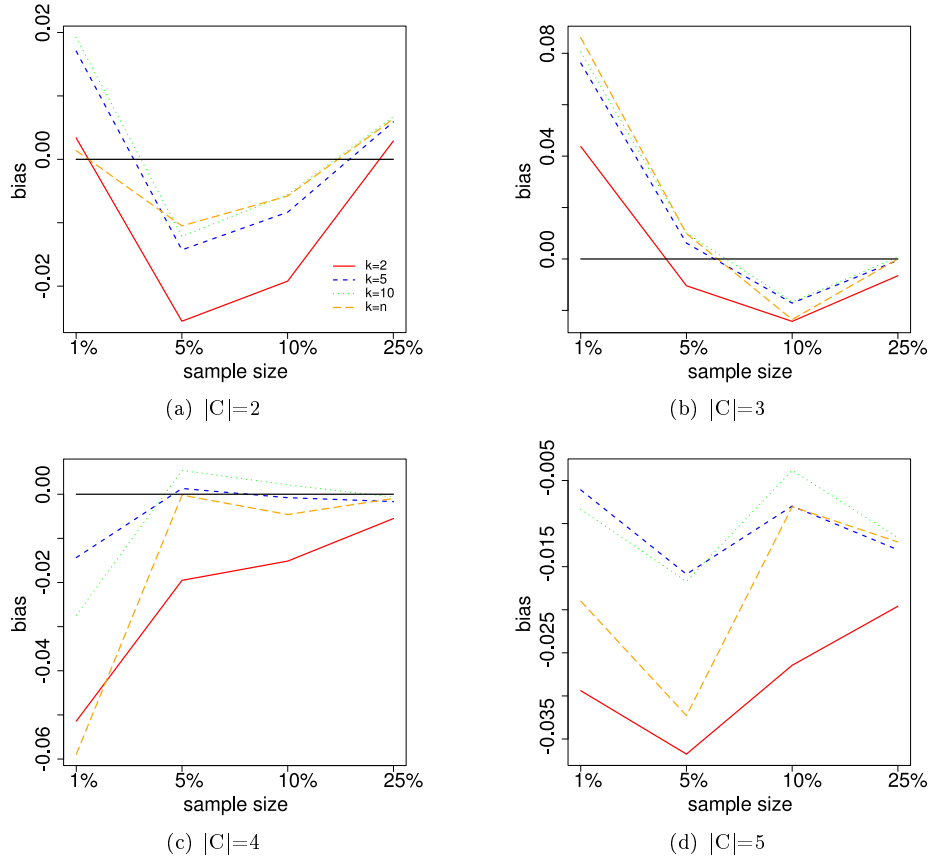 0.02
0.00
-0.02
bias
k=2
k=5
k=10
k=n
1% 5% 10% 25%
sample size
(a) |C|=2
0.08
0.04
0.00
bias
1% 5% 10% 25%
sample size
(b) |C|=3
0.00
-0.02
-0.04
-0.06
bias
1% 5% 10% 25%
sample size
(c) |C|=4
-0.005
-0.015
-0.025
-0.035
bias
1% 5% 10% 25%
sample size
(d) |C|=5